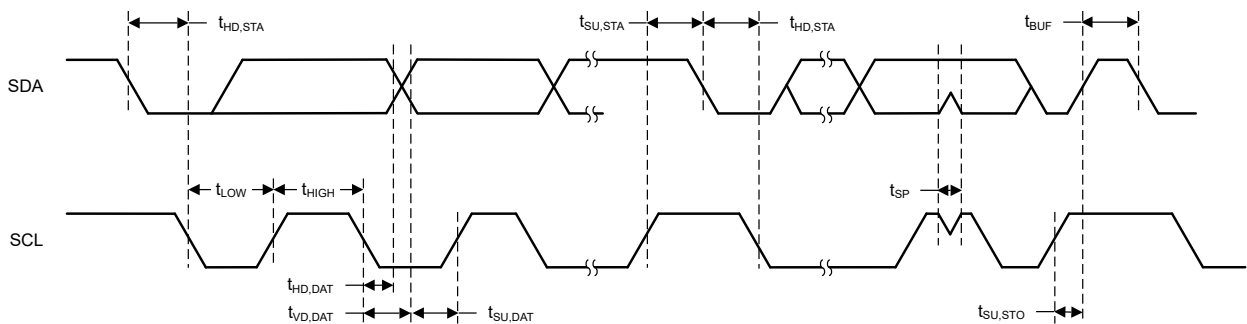 tHD,STA
tSU,STA
tHD,STA
tBUF
SDA
tLOW
tHIGH
tSP
SCL
tHD,DAT
tVD,DAT
tSU,DAT
tSU,STO